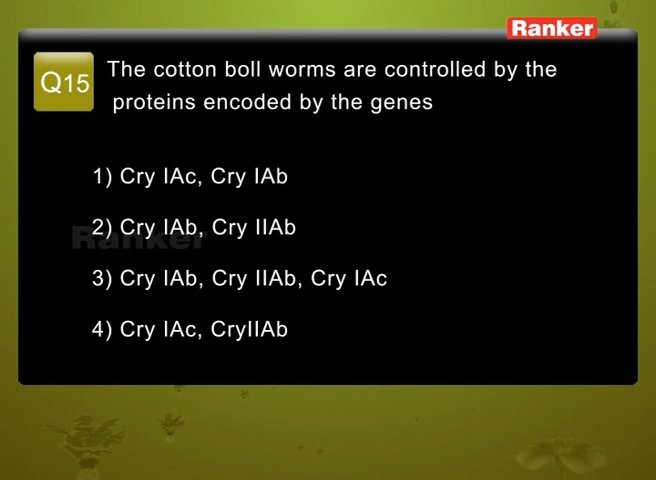 Ranker
Q15
The cotton boll worms are controlled by the
proteins encoded by the genes
1) Cry IAc, Cry IAb
2) Cry IAb, Cry IIAb
Ranker
3) Cry IAb, Cry IIAb, Cry IAc
4) Cry IAc, CryIIAb